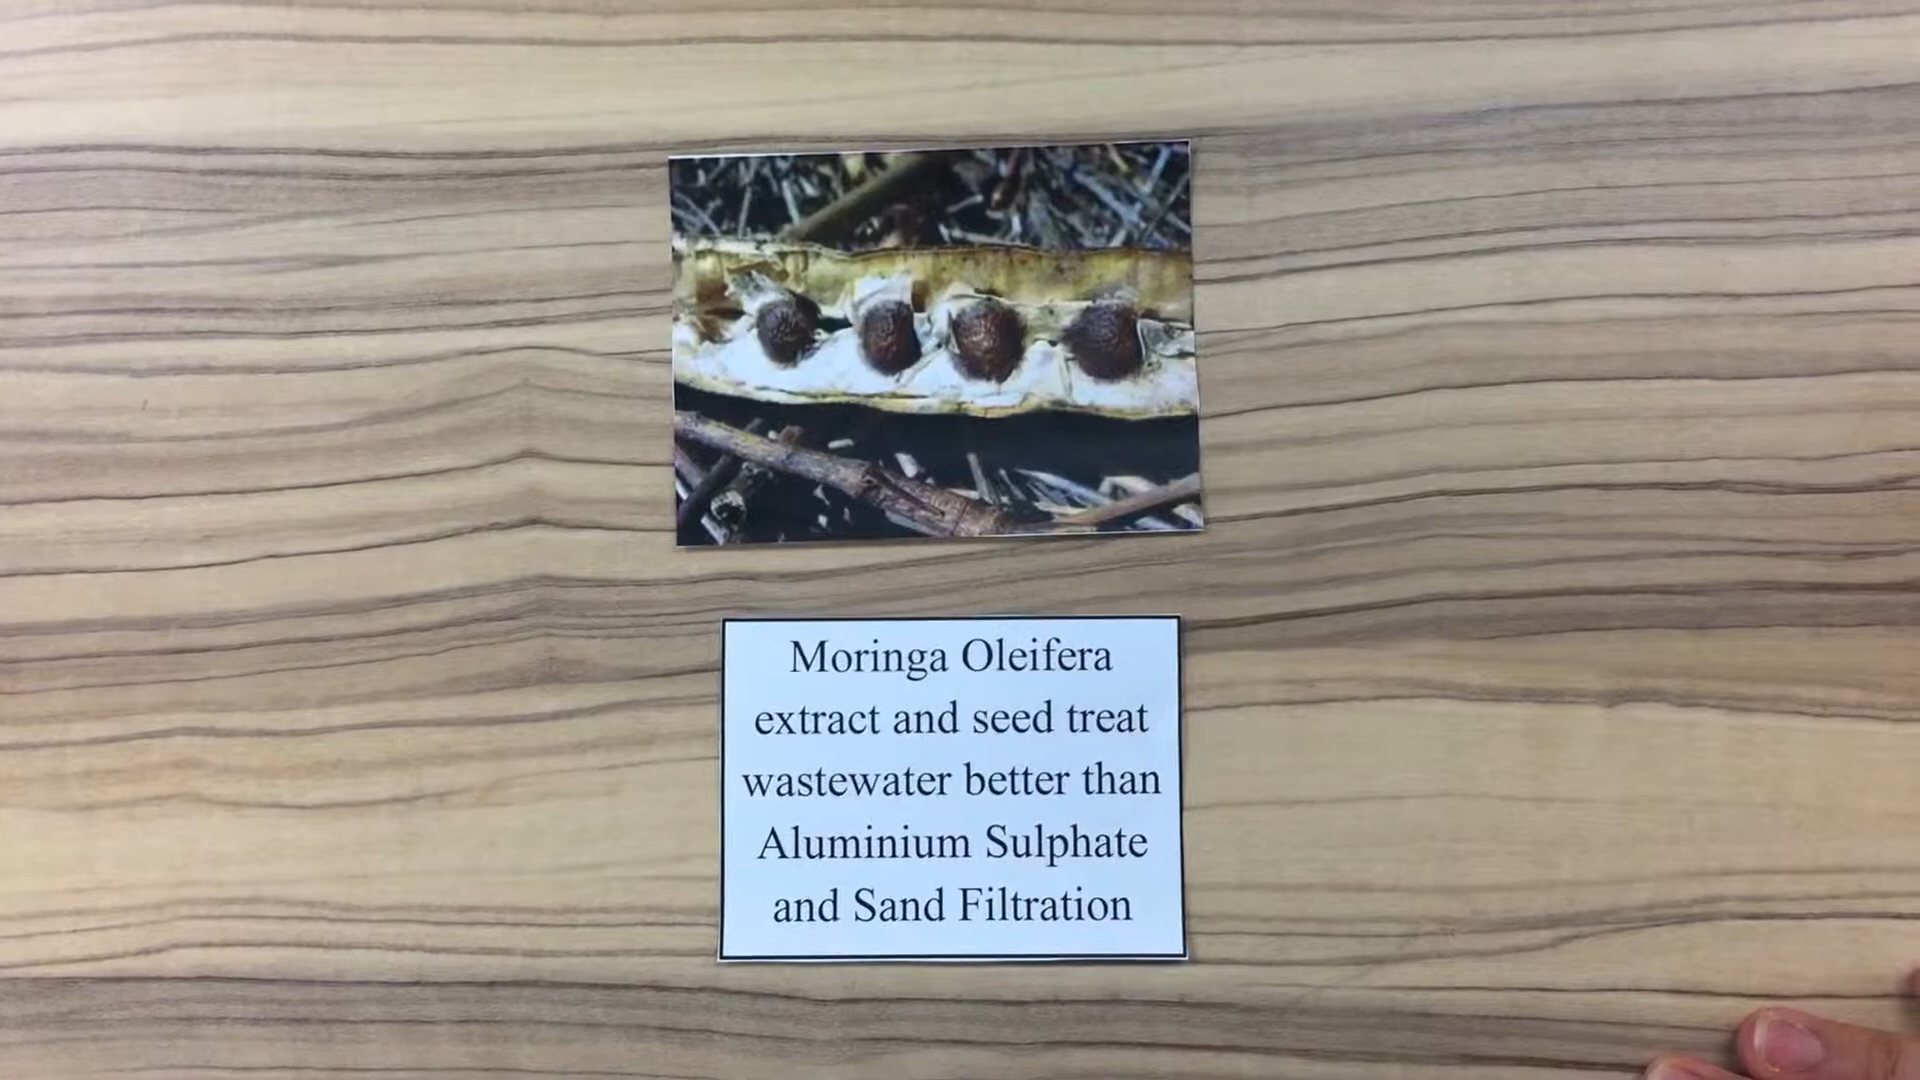 Moringa Oleifera
extract and seed treat
wastewater better than
Aluminium Sulphate
and Sand Filtration